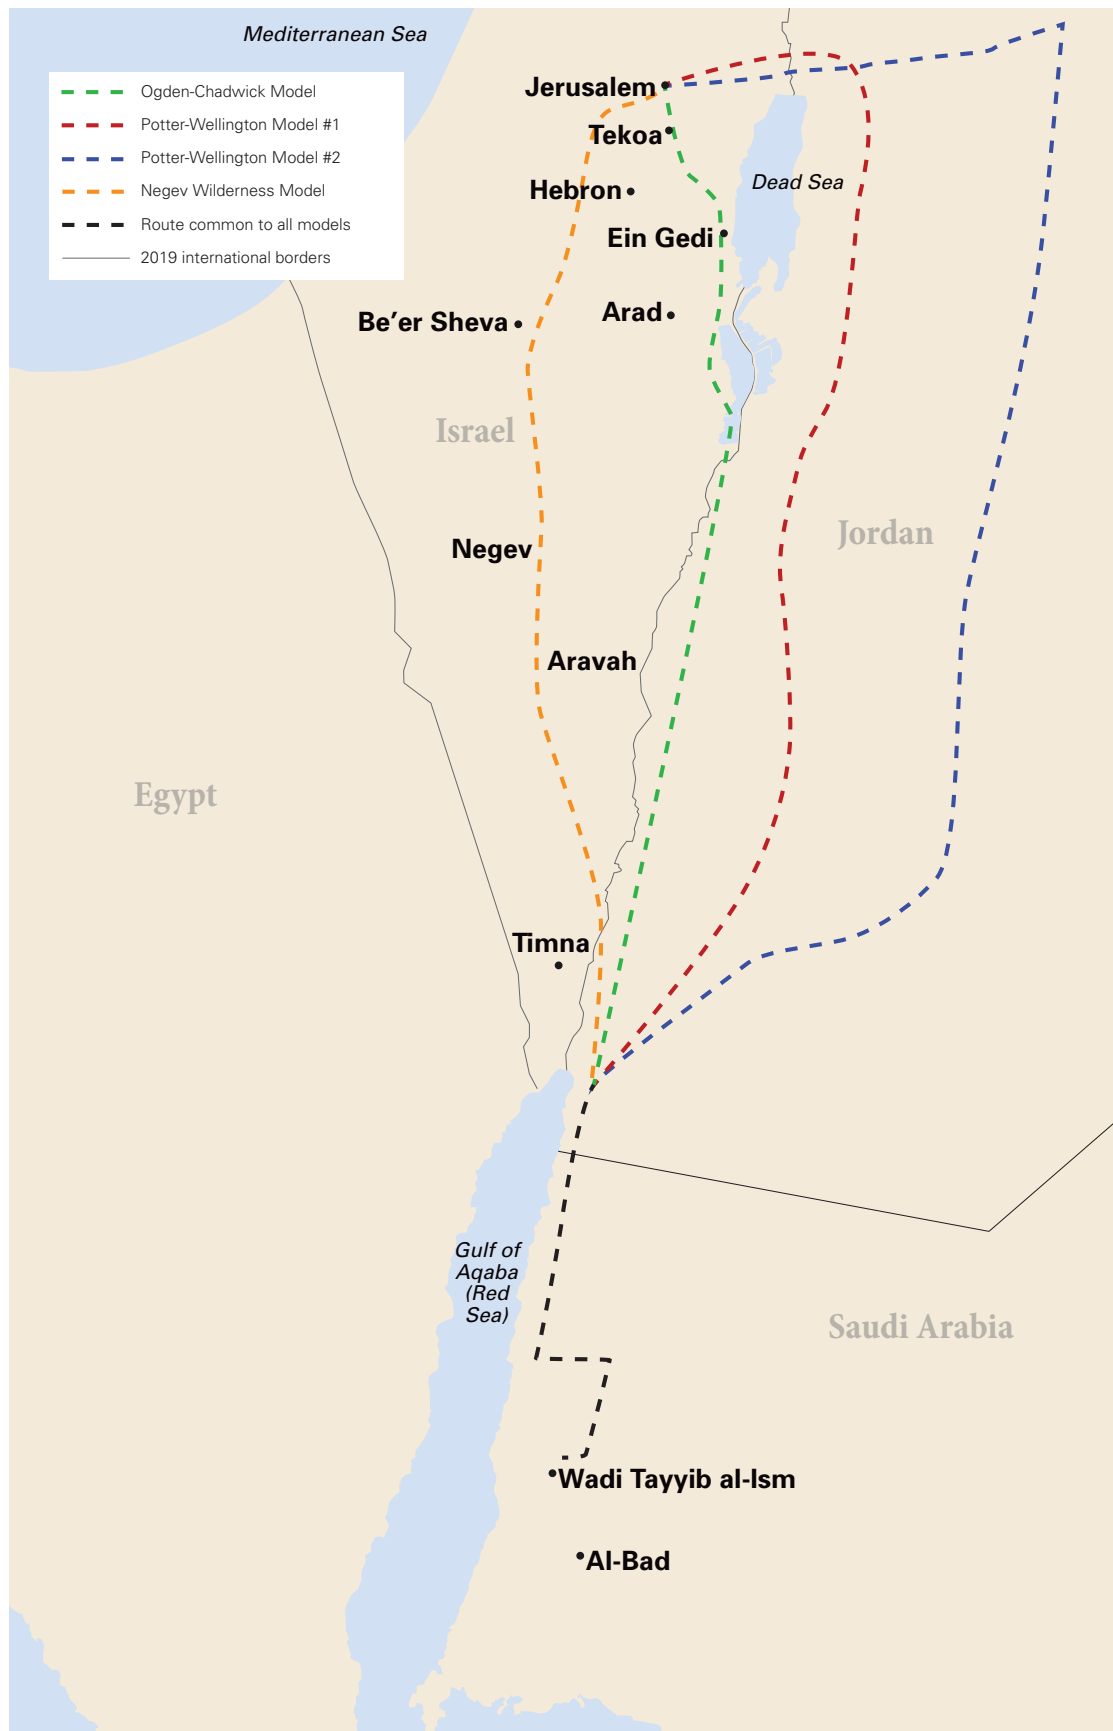 Mediterranean Sea
Ogden-Chadwick Model
Potter-Wellington Model #1
Potter-Wellington Model #2
Negev Wilderness Model
Route common to all models
2019 international borders
Jerusalem
Tekoa
Hebron
Dead Sea
Ein Gedi
Arad
Be’er Sheva
Israel
Jordan
Negev
Aravah
Egypt
Timna
Gulf of
Aqaba
(Red
Sea)
Saudi Arabia
Wadi Tayyib al-Ism
Al-Bad